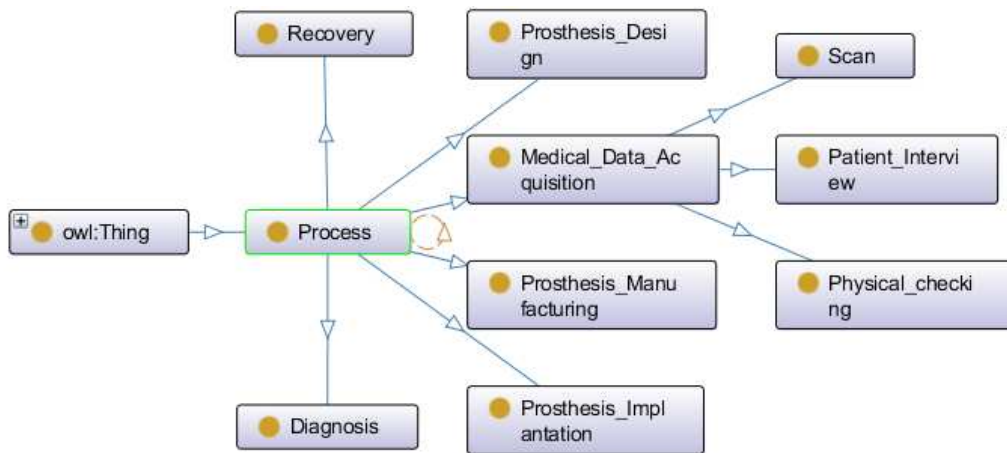 Recovery
Prosthesis_Desi
gn
Scan
Medical_Data_Ac
quisition
Patient_Intervi
ew
owl:Thing
Process
Prosthesis_Manu
facturing
Physical_checki
ng
Diagnosis
Prosthesis_Impl
antation